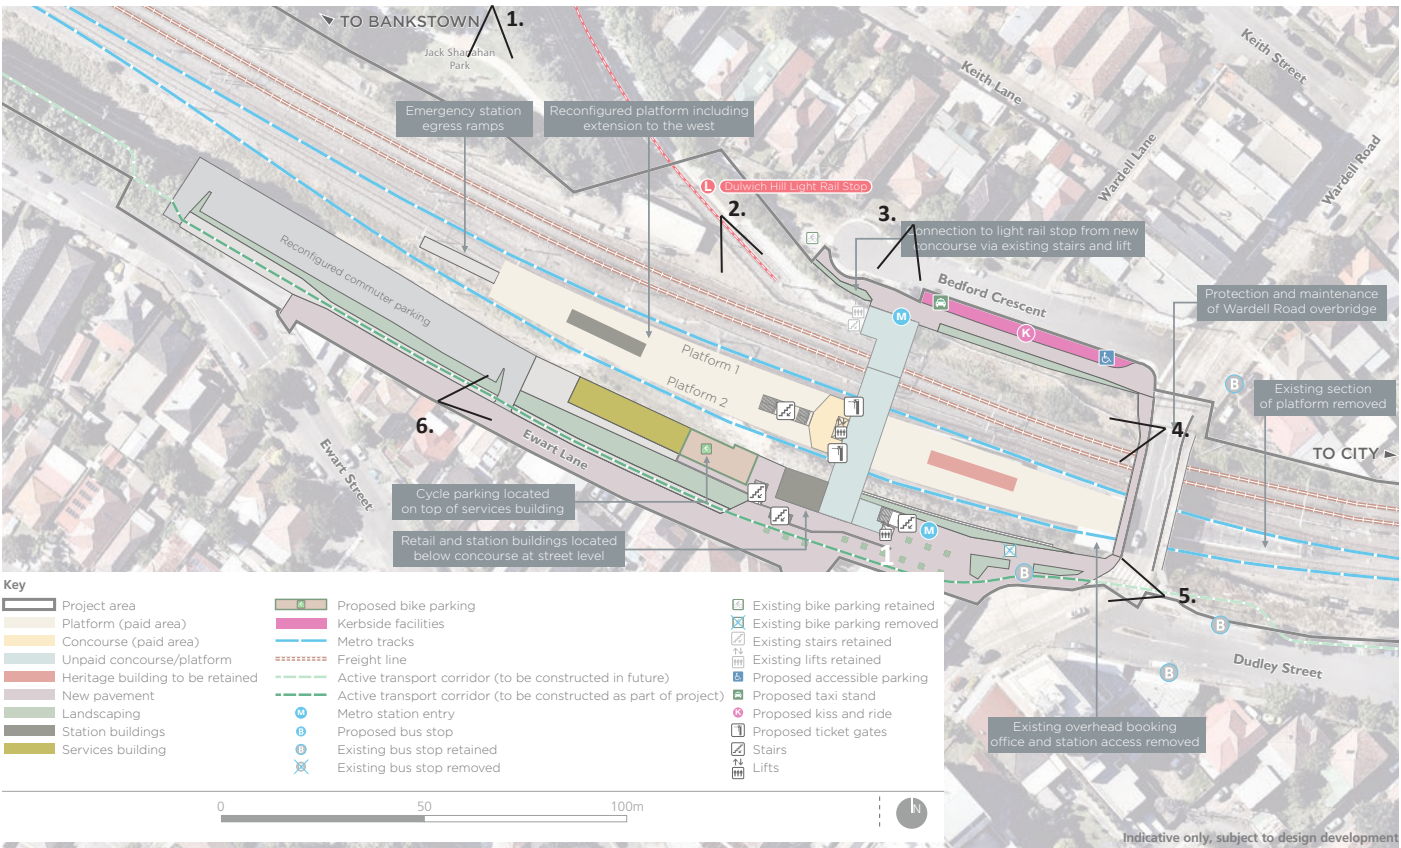 TO BANKSTOWN
1.
Jack Shanahan
Park
Keith Street
Keith Lane
Emergency station
egress ramps
Reconfigured platform including
extension to the west
Wardell Lane
Wardell Road
L Dulwich Hill Light Rail Stop
2.
3.
Connection to light rail stop from new
concourse via existing stairs and lift
Reconfigured commuter parking
Bedford Crescent
Protection and maintenance
of Wardell Road overbridge
M
K
Platform 1
Platform 2
B
Existing section
of platform removed
6.
4.
TO CITY
Ewart Street
Ewart Lane
Cycle parking located
on top of services building
Retail and station buildings located
below concourse at street level
M
1
B
5.
B
Dudley Street
B
Existing overhead booking
office and station access removed
Key
Project area
Platform (paid area)
Concourse (paid area)
Unpaid concourse/platform
Heritage building to be retained
New pavement
Landscaping
Station buildings
Services building
Proposed bike parking
Kerbside facilities
Metro tracks
Freight line
Active transport corridor (to be constructed in future)
Active transport corridor (to be constructed as part of project)
M Metro station entry
B Proposed bus stop
B Existing bus stop retained
B Existing bus stop removed
Existing bike parking retained
Existing bike parking removed
Existing stairs retained
Existing lifts retained
Proposed accessible parking
Proposed taxi stand
K Proposed kiss and ride
Proposed ticket gates
Stairs
Lifts
0 50 100m
N
Indicative only, subject to design development